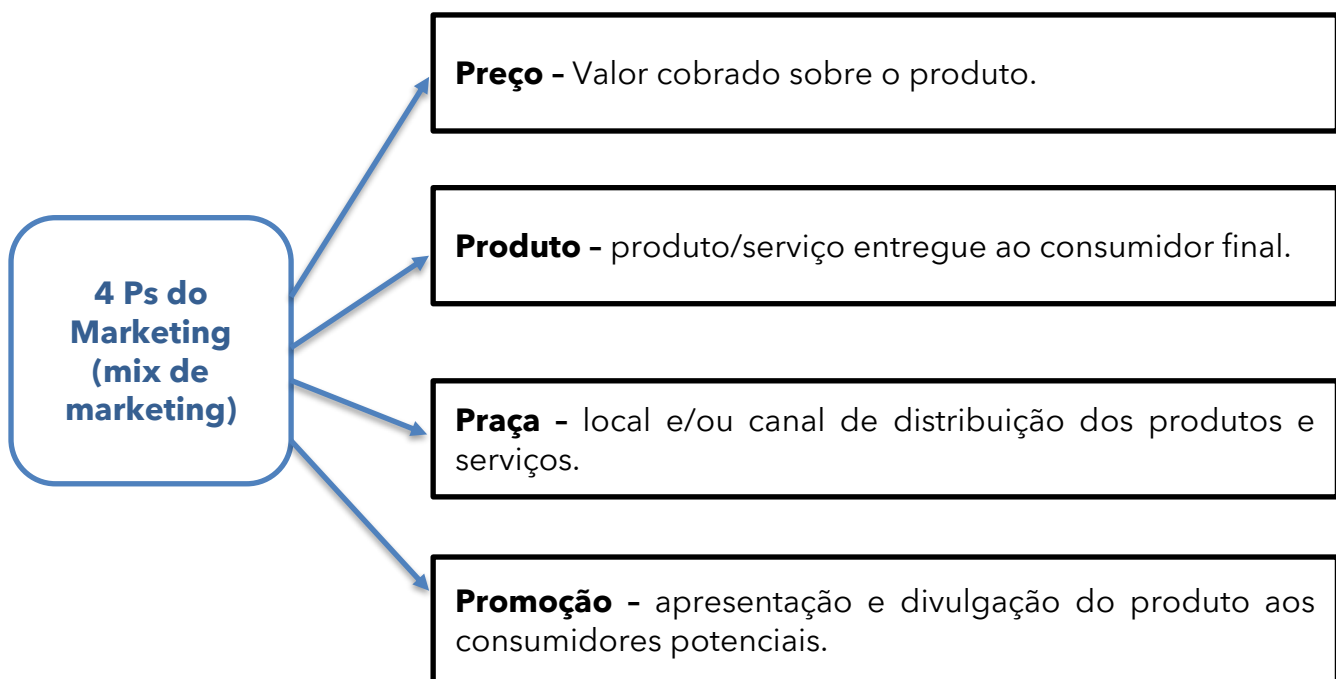 Preço – Valor cobrado sobre o produto.
Produto – produto/serviço entregue ao consumidor final.
4 Ps do
Marketing
(mix de
marketing)
Praça – local e/ou canal de distribuição dos produtos e
serviços.
Promoção – apresentação e divulgação do produto aos
consumidores potenciais.